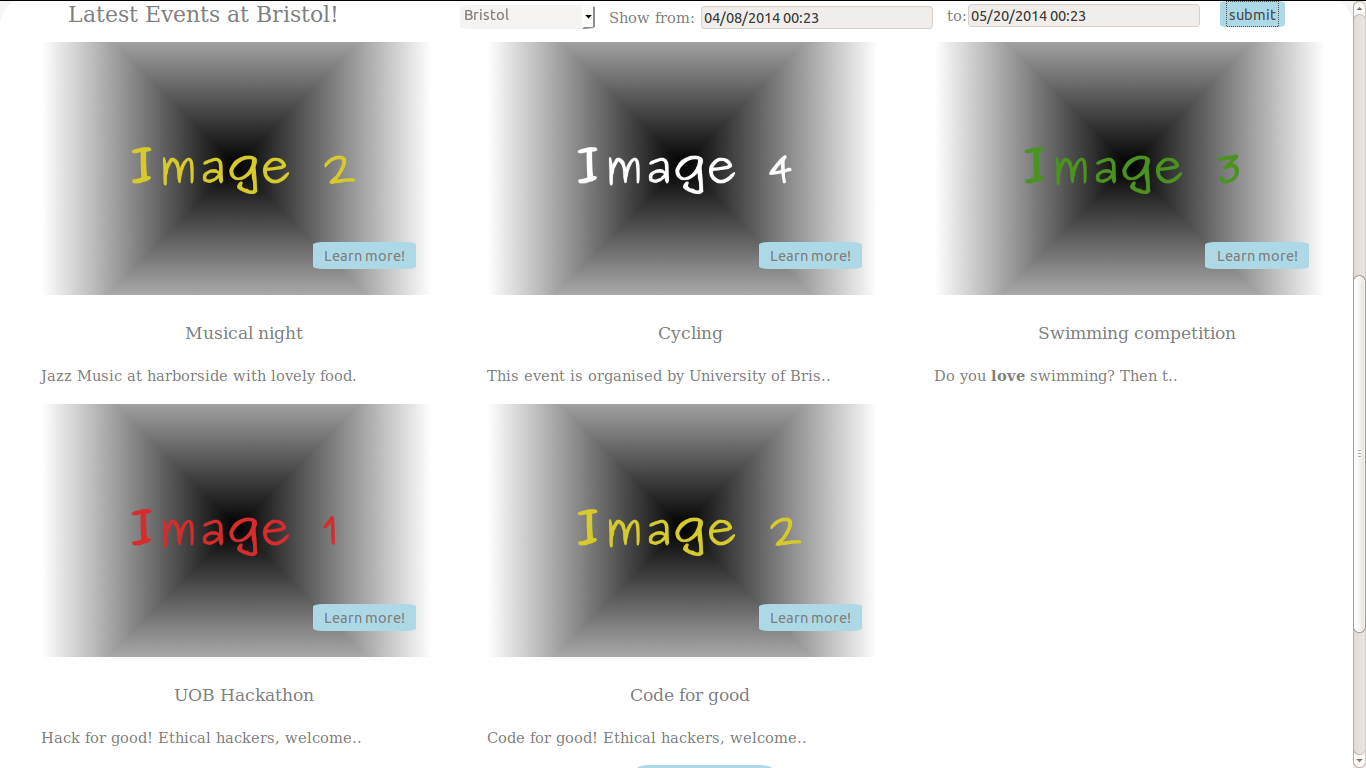 Latest Events at Bristol!
Bristol
Show from: 04/08/2014 00:23
to: 05/20/2014 00:23
submit
Image 2
Learn more!
Image 4
Learn more!
Image 3
Learn more!
Musical night
Jazz Music at harborside with lovely food.
Cycling
This event is organised by University of Bris..
Swimming competition
Do you love swimming? Then t..
Image 1
Learn more!
Image 2
Learn more!
UOB Hackathon
Hack for good! Ethical hackers, welcome..
Code for good
Code for good! Ethical hackers, welcome..